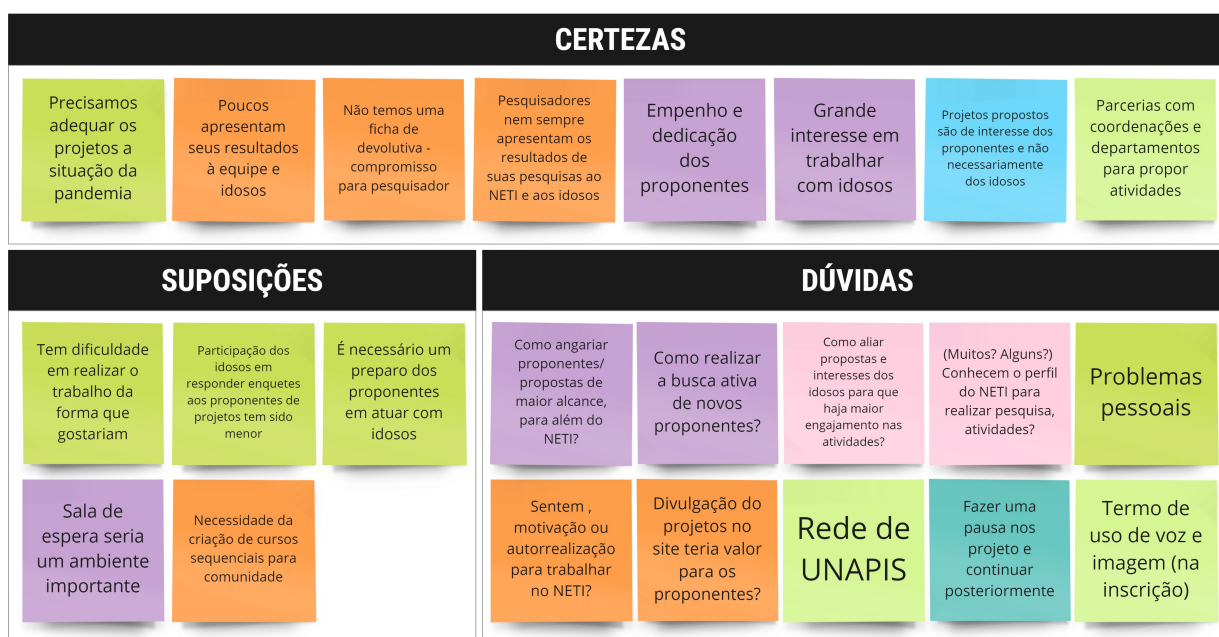 CERTEZAS
Precisamos
adequar os
projetos a
situação da
pandemia
Poucos
apresentam
seus resultados
à equipe e
idosos
Não temos uma
ficha de
devolutiva -
compromisso
para pesquisador
Pesquisadores
nem sempre
apresentam os
resultados de
suas pesquisas ao
NETI e aos idosos
Empenho e
dedicação
dos
proponentes
Grande
interesse em
trabalhar
com idosos
Projetos propostos
são de interesse dos
proponentes e não
necessariamente
dos idosos
Parcerias com
coordenações e
departamentos
para propor
atividades
SUPOSIÇÕES
Tem dificuldade
em realizar o
trabalho da
forma que
gostariam
Participação dos
idosos em
responder enquetes
aos proponentes de
projetos tem sido
menor
É necessário um
preparo dos
proponentes
em atuar com
idosos
Sala de
espera seria
um ambiente
importante
Necessidade da
criação de cursos
sequenciais para
comunidade
DÚVIDAS
Como angariar
proponentes/
propostas de
maior alcance,
para além do
NETI?
Como realizar
a busca ativa
de novos
proponentes?
Como aliar
propostas e
interesses dos
idosos para que
haja maior
engajamento nas
atividades?
(Muitos? Alguns?)
Conhecem o perfil
do NETI para
realizar pesquisa,
atividades?
Problemas
pessoais
Sentem ,
motivação ou
autorrealização
para trabalhar
no NETI?
Divulgação do
projetos no
site teria valor
para os
proponentes?
Rede de
UNAPIS
Fazer uma
pausa nos
projeto e
continuar
posteriormente
Termo de
uso de voz e
imagem (na
inscrição)